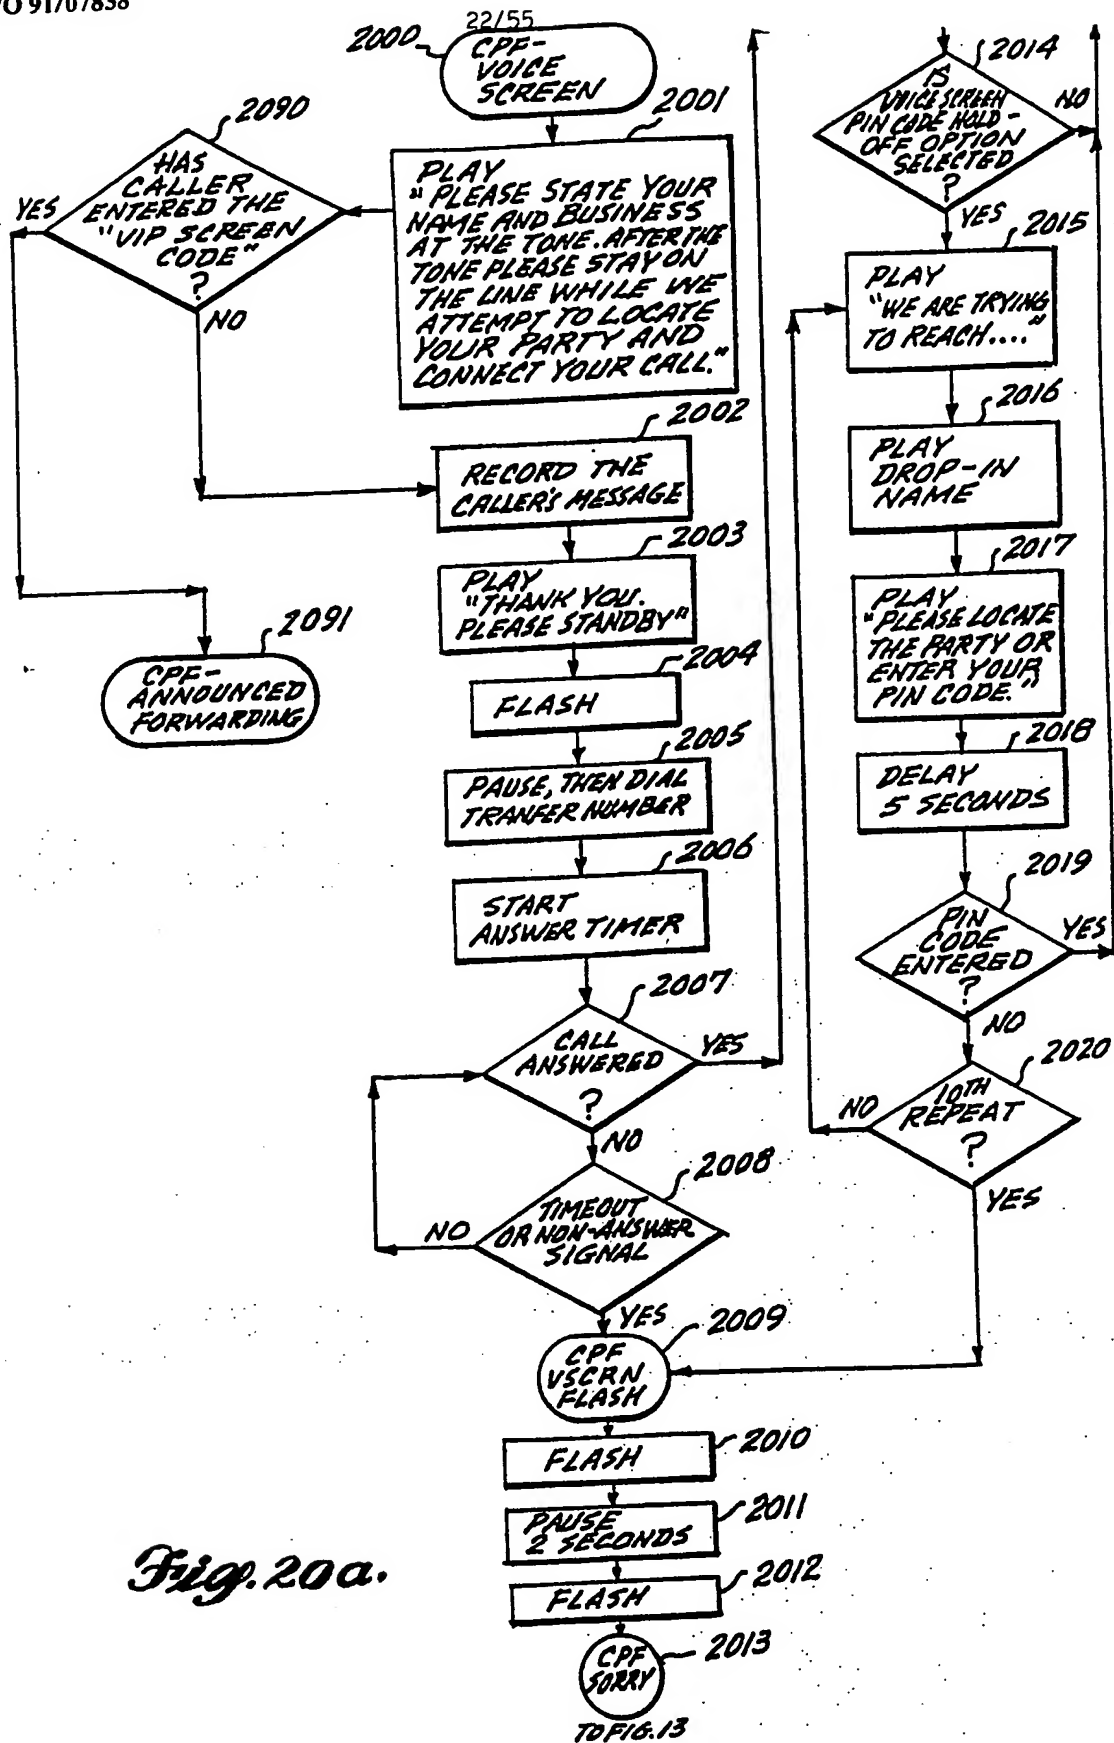 O 91/07838
22/55
2000
CPF-
VOICE
SCREEN
2001
PLAY
"PLEASE STATE YOUR
NAME AND BUSINESS
AT THE TONE. AFTER THE
TONE PLEASE STAY ON
THE LINE WHILE WE
ATTEMPT TO LOCATE
YOUR PARTY AND
CONNECT YOUR CALL."
2090
HAS
CALLER
ENTERED THE
"VIP SCREEN
CODE"
?
YES
NO
2091
CPF-
ANNOUNCED
FORWARDING
2002
RECORD THE
CALLER'S MESSAGE
2003
PLAY
"THANK YOU.
PLEASE STANDBY"
2004
FLASH
2005
PAUSE, THEN DIAL
TRANFER NUMBER
2006
START
ANSWER TIMER
2007
CALL
ANSWERED
?
YES
NO
2008
TIMEOUT
OR NON-ANSWER
SIGNAL
NO
YES
2009
CPF
VSCRN
FLASH
2010
FLASH
2011
PAUSE
2 SECONDS
2012
FLASH
2013
CPF
SORRY
TO FIG. 13
2014
IS
VOICE SCREEN
PIN CODE HOLD-
OFF OPTION
SELECTED
?
NO
YES
2015
PLAY
"WE ARE TRYING
TO REACH...."
2016
PLAY
DROP-IN
NAME
2017
PLAY
"PLEASE LOCATE
THE PARTY OR
ENTER YOUR
PIN CODE."
2018
DELAY
5 SECONDS
2019
PIN
CODE
ENTERED
?
YES
NO
2020
10TH
REPEAT
?
NO
YES
Fig. 20a.